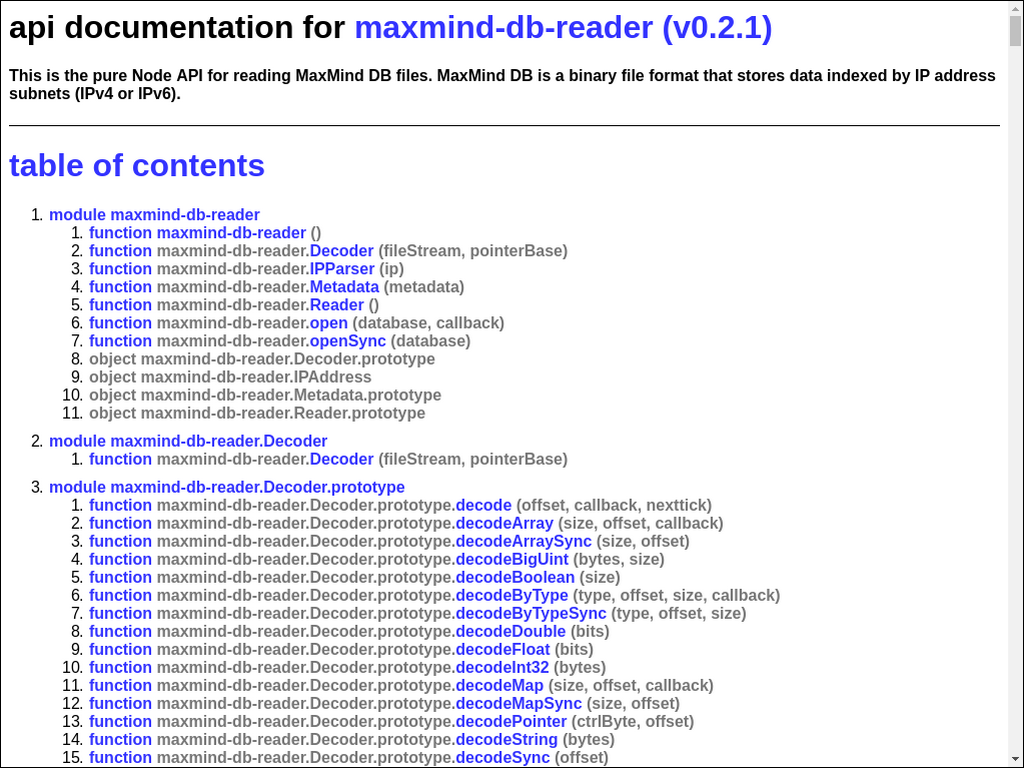 api documentation for maxmind-db-reader (v0.2.1)
This is the pure Node API for reading MaxMind DB files. MaxMind DB is a binary file format that stores data indexed by IP address
subnets (IPv4 or IPv6).
table of contents
1. module maxmind-db-reader
1. function maxmind-db-reader ()
2. function maxmind-db-reader.Decoder (fileStream, pointerBase)
3. function maxmind-db-reader.IPParser (ip)
4. function maxmind-db-reader.Metadata (metadata)
5. function maxmind-db-reader.Reader ()
6. function maxmind-db-reader.open (database, callback)
7. function maxmind-db-reader.openSync (database)
8. object maxmind-db-reader.Decoder.prototype
9. object maxmind-db-reader.IPAddress
10. object maxmind-db-reader.Metadata.prototype
11. object maxmind-db-reader.Reader.prototype
2. module maxmind-db-reader.Decoder
1. function maxmind-db-reader.Decoder (fileStream, pointerBase)
3. module maxmind-db-reader.Decoder.prototype
1. function maxmind-db-reader.Decoder.prototype.decode (offset, callback, nexttick)
2. function maxmind-db-reader.Decoder.prototype.decodeArray (size, offset, callback)
3. function maxmind-db-reader.Decoder.prototype.decodeArraySync (size, offset)
4. function maxmind-db-reader.Decoder.prototype.decodeBigUint (bytes, size)
5. function maxmind-db-reader.Decoder.prototype.decodeBoolean (size)
6. function maxmind-db-reader.Decoder.prototype.decodeByType (type, offset, size, callback)
7. function maxmind-db-reader.Decoder.prototype.decodeByTypeSync (type, offset, size)
8. function maxmind-db-reader.Decoder.prototype.decodeDouble (bits)
9. function maxmind-db-reader.Decoder.prototype.decodeFloat (bits)
10. function maxmind-db-reader.Decoder.prototype.decodeInt32 (bytes)
11. function maxmind-db-reader.Decoder.prototype.decodeMap (size, offset, callback)
12. function maxmind-db-reader.Decoder.prototype.decodeMapSync (size, offset)
13. function maxmind-db-reader.Decoder.prototype.decodePointer (ctrlByte, offset)
14. function maxmind-db-reader.Decoder.prototype.decodeString (bytes)
15. function maxmind-db-reader.Decoder.prototype.decodeSync (offset)